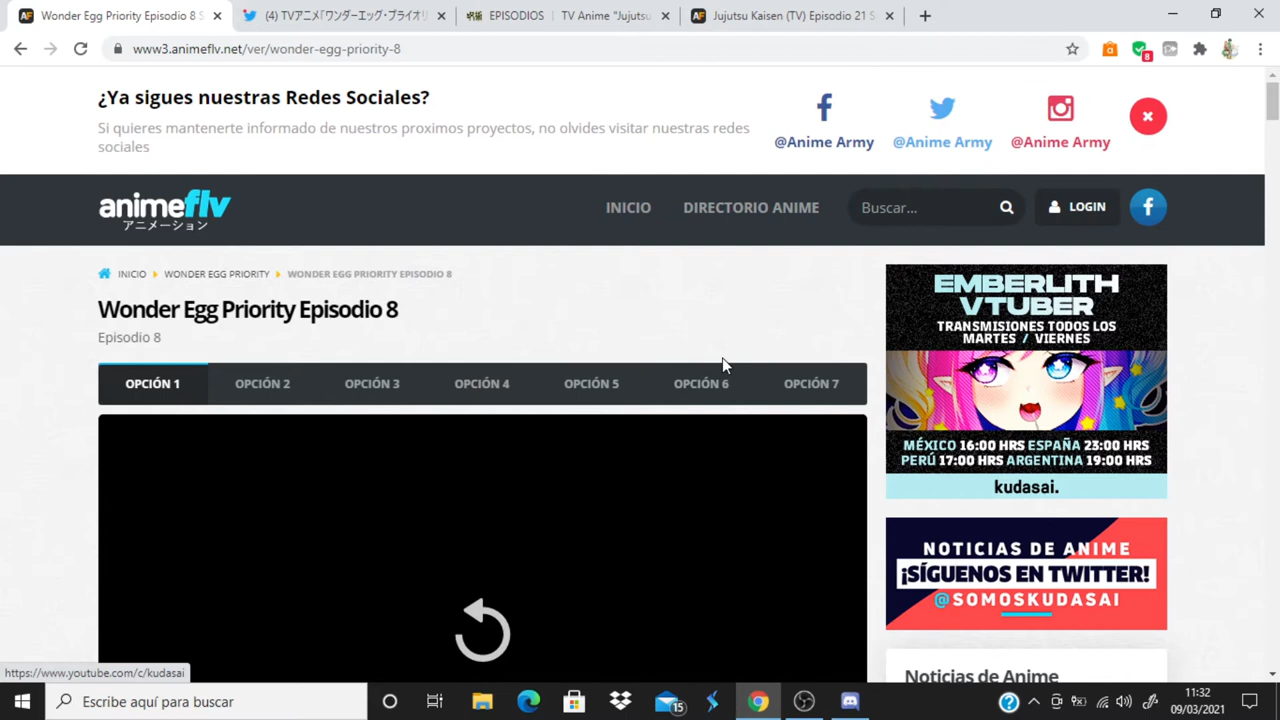 Wonder Egg Priority Episodio 8 S
(4) TVアニメ「ワンダーエッグ・プライオリ
EPISODIOS | TV Anime "Jujutsu
Jujutsu Kaisen (TV) Episodio 21 S
www3.animeflv.net/ver/wonder-egg-priority-8
8
¿Ya sigues nuestras Redes Sociales?
Si quieres mantenerte informado de nuestros proximos proyectos, no olvides visitar nuestras redes
sociales
@Anime Army
@Anime Army
@Anime Army
animeflv
アニメーション
INICIO
DIRECTORIO ANIME
Buscar...
LOGIN
INICIO
WONDER EGG PRIORITY
WONDER EGG PRIORITY EPISODIO 8
Wonder Egg Priority Episodio 8
Episodio 8
OPCIÓN 1
OPCIÓN 2
OPCIÓN 3
OPCIÓN 4
OPCIÓN 5
OPCIÓN 6
OPCIÓN 7
EMBERLITH
VTUBER
TRANSMISIONES TODOS LOS
MARTES / VIERNES
MÉXICO 16:00 HRS ESPAÑA 23:00 HRS
PERÚ 17:00 HRS ARGENTINA 19:00 HRS
kudasai.
NOTICIAS DE ANIME
¡SÍGUENOS EN TWITTER!
@SOMOSKUDASAI
Noticias de Anime
https://www.youtube.com/c/kudasai
Escribe aquí para buscar
15
11:32
09/03/2021